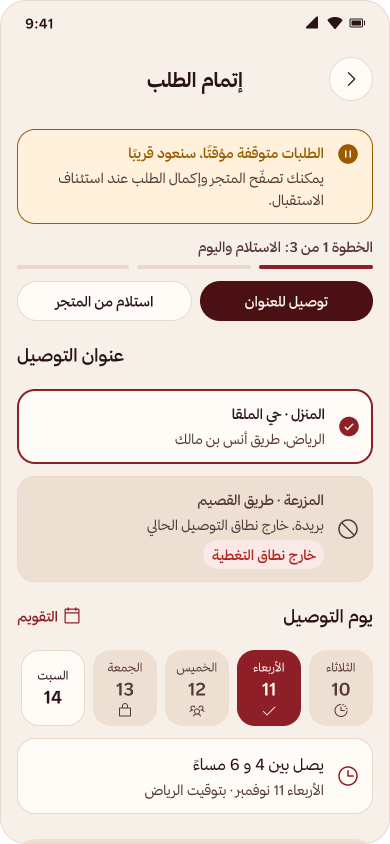 9:41
إتمام الطلب
الطلبات متوقفة مؤقتًا، سنعود قريبًا
يمكنك تصفّح المتجر وإكمال الطلب عند استئناف
الاستقبال.
الخطوة 1 من 3: الاستلام واليوم
توصيل للعنوان
استلام من المتجر
عنوان التوصيل
المنزل · حي الملقا
الرياض، طريق أنس بن مالك
المزرعة · طريق القصيم
بريدة، خارج نطاق التوصيل الحالي
خارج نطاق التغطية
يوم التوصيل
التقويم
الثلاثاء
10
الأربعاء
11
الخميس
12
الجمعة
13
السبت
14
يصل بين 4 و 6 مساءً
الأربعاء 11 نوفمبر · بتوقيت الرياض